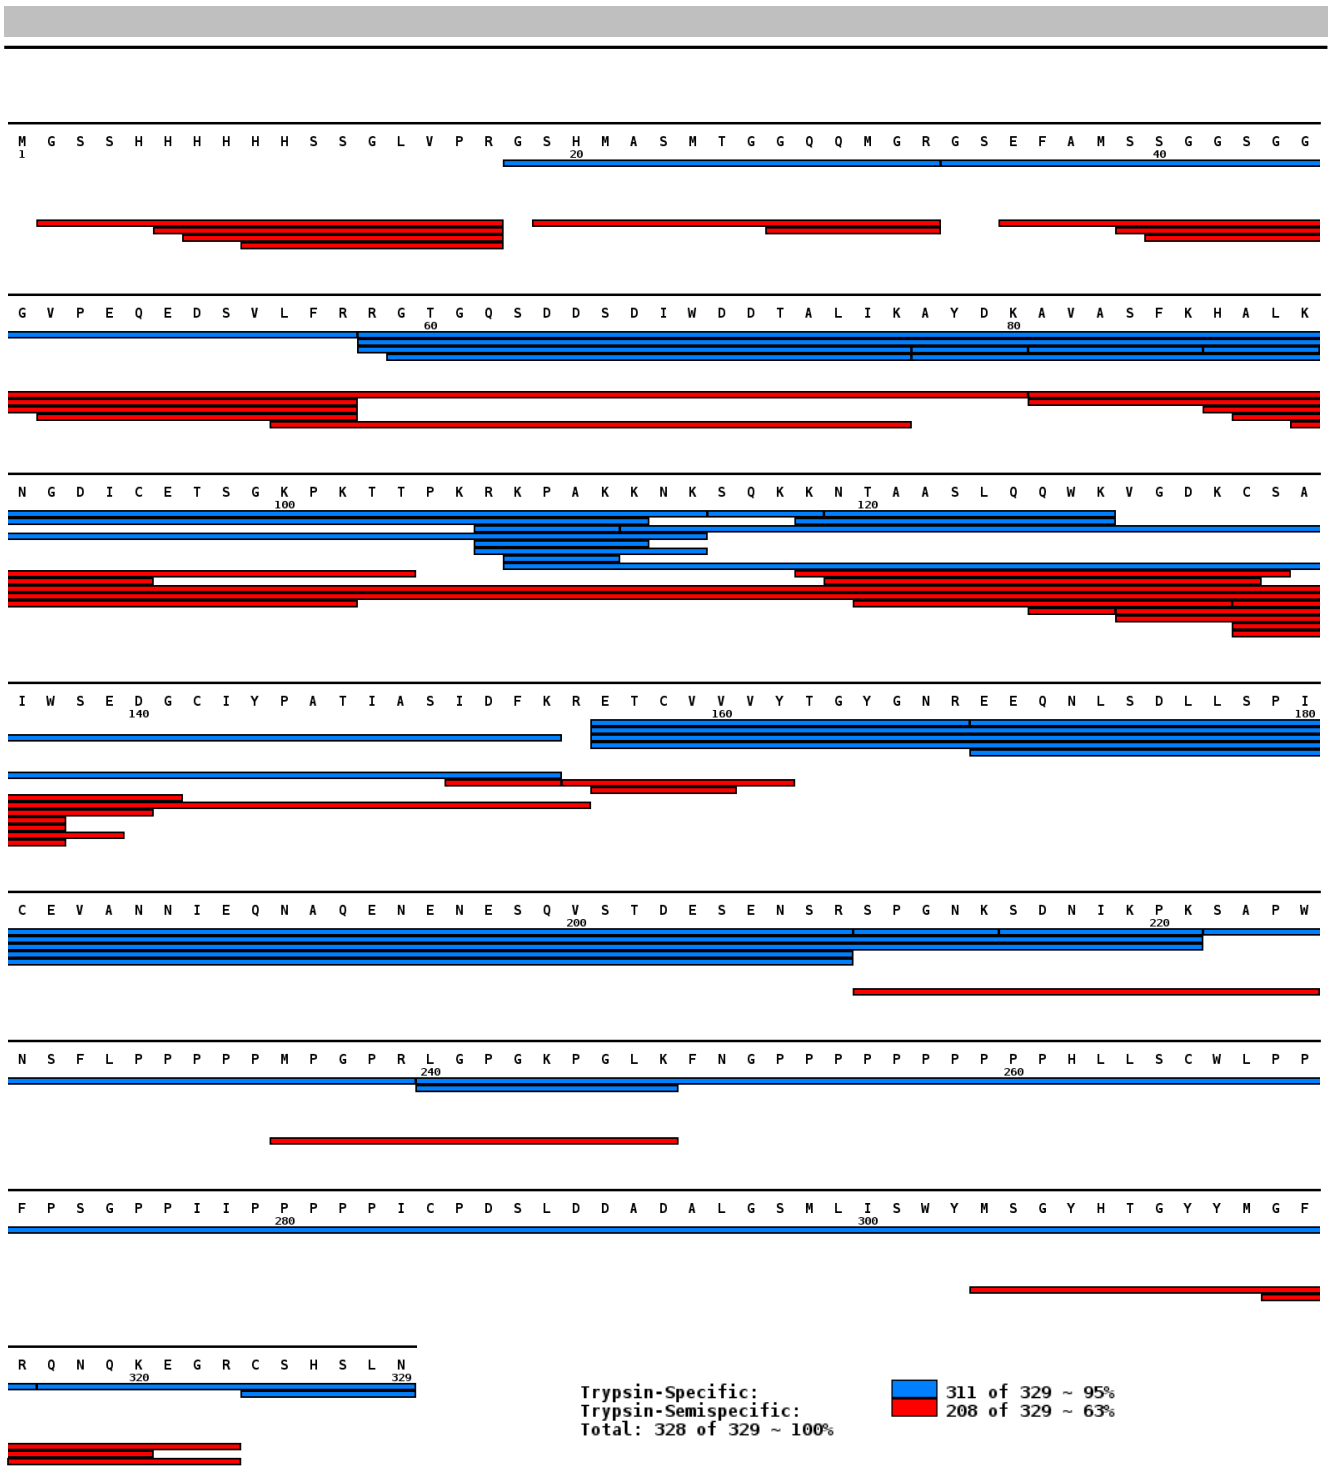 M G S S H H H H H H S S G L V P R G S H M A S M T G G Q Q M G R G S E F A M S S G G S G G
1 20 40
G V P E Q E D S V L F R R G T G Q S D D S D I W D D T A L I K A Y D K A V A S F K H A L K
60 80
N G D I C E T S G K P K T T P K R K P A K K N K S Q K K N T A A S L Q Q W K V G D K C S A
100 120
I W S E D G C I Y P A T I A S I D F K R E T C V V V Y T G Y G N R E E Q N L S D L L S P I
140 160 180
C E V A N N I E Q N A Q E N E N E S Q V S T D E S E N S R S P G N K S D N I K P K S A P W
200 220
N S F L P P P P P M P G P R L G P G K P G L K F N G P P P P P P P P P P H L L S C W L P P
240 260
F P S G P P I I P P P P P I C P D S L D D A D A L G S M L I S W Y M S G Y H T G Y Y M G F
280 300
R Q N Q K E G R C S H S L N
320 329
Trypsin-Specific: 311 of 329 ~ 95%
Trypsin-Semispecific: 208 of 329 ~ 63%
Total: 328 of 329 ~ 100%